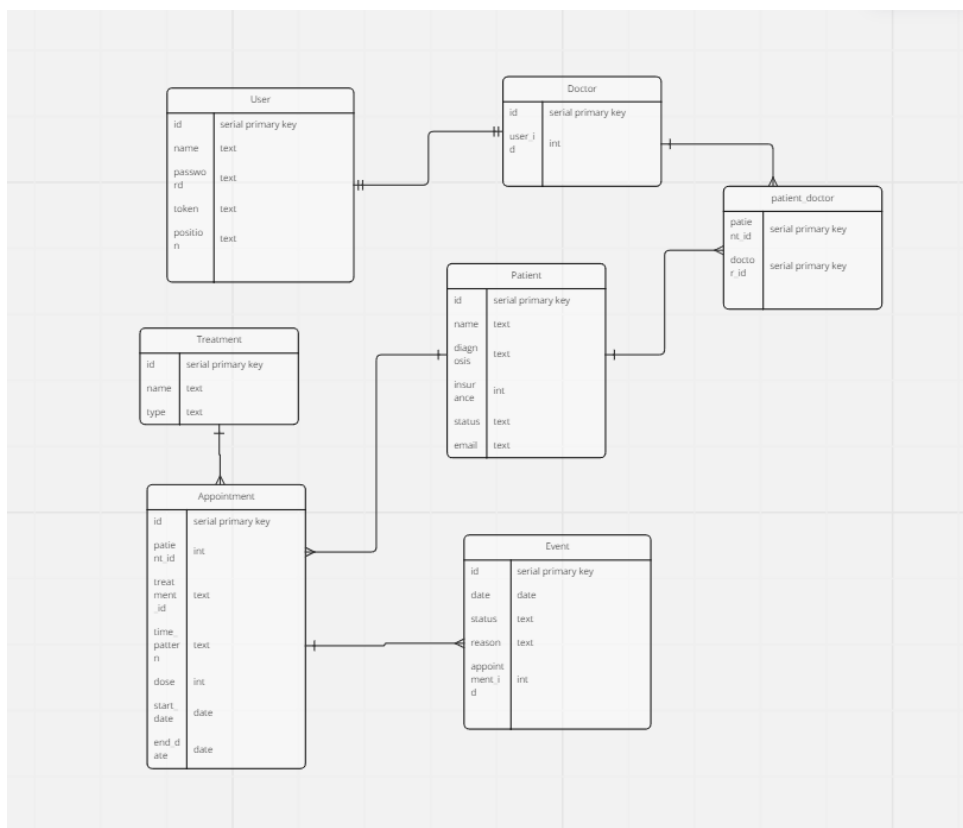 User
id serial primary key
name text
passwo
rd text
token text
positio
n text
Doctor
id serial primary key
user_i
d int
patient_doctor
patie
nt_id serial primary key
docto
r_id serial primary key
Patient
id serial primary key
name text
diagn
osis text
insur
ance int
status text
email text
Treatment
id serial primary key
name text
type text
Appointment
id serial primary key
patie
nt_id int
treat
ment
_id text
time_
patter
n text
dose int
start_
date date
end_d
ate date
Event
id serial primary key
date date
status text
reason text
appoint
ment_i
d int